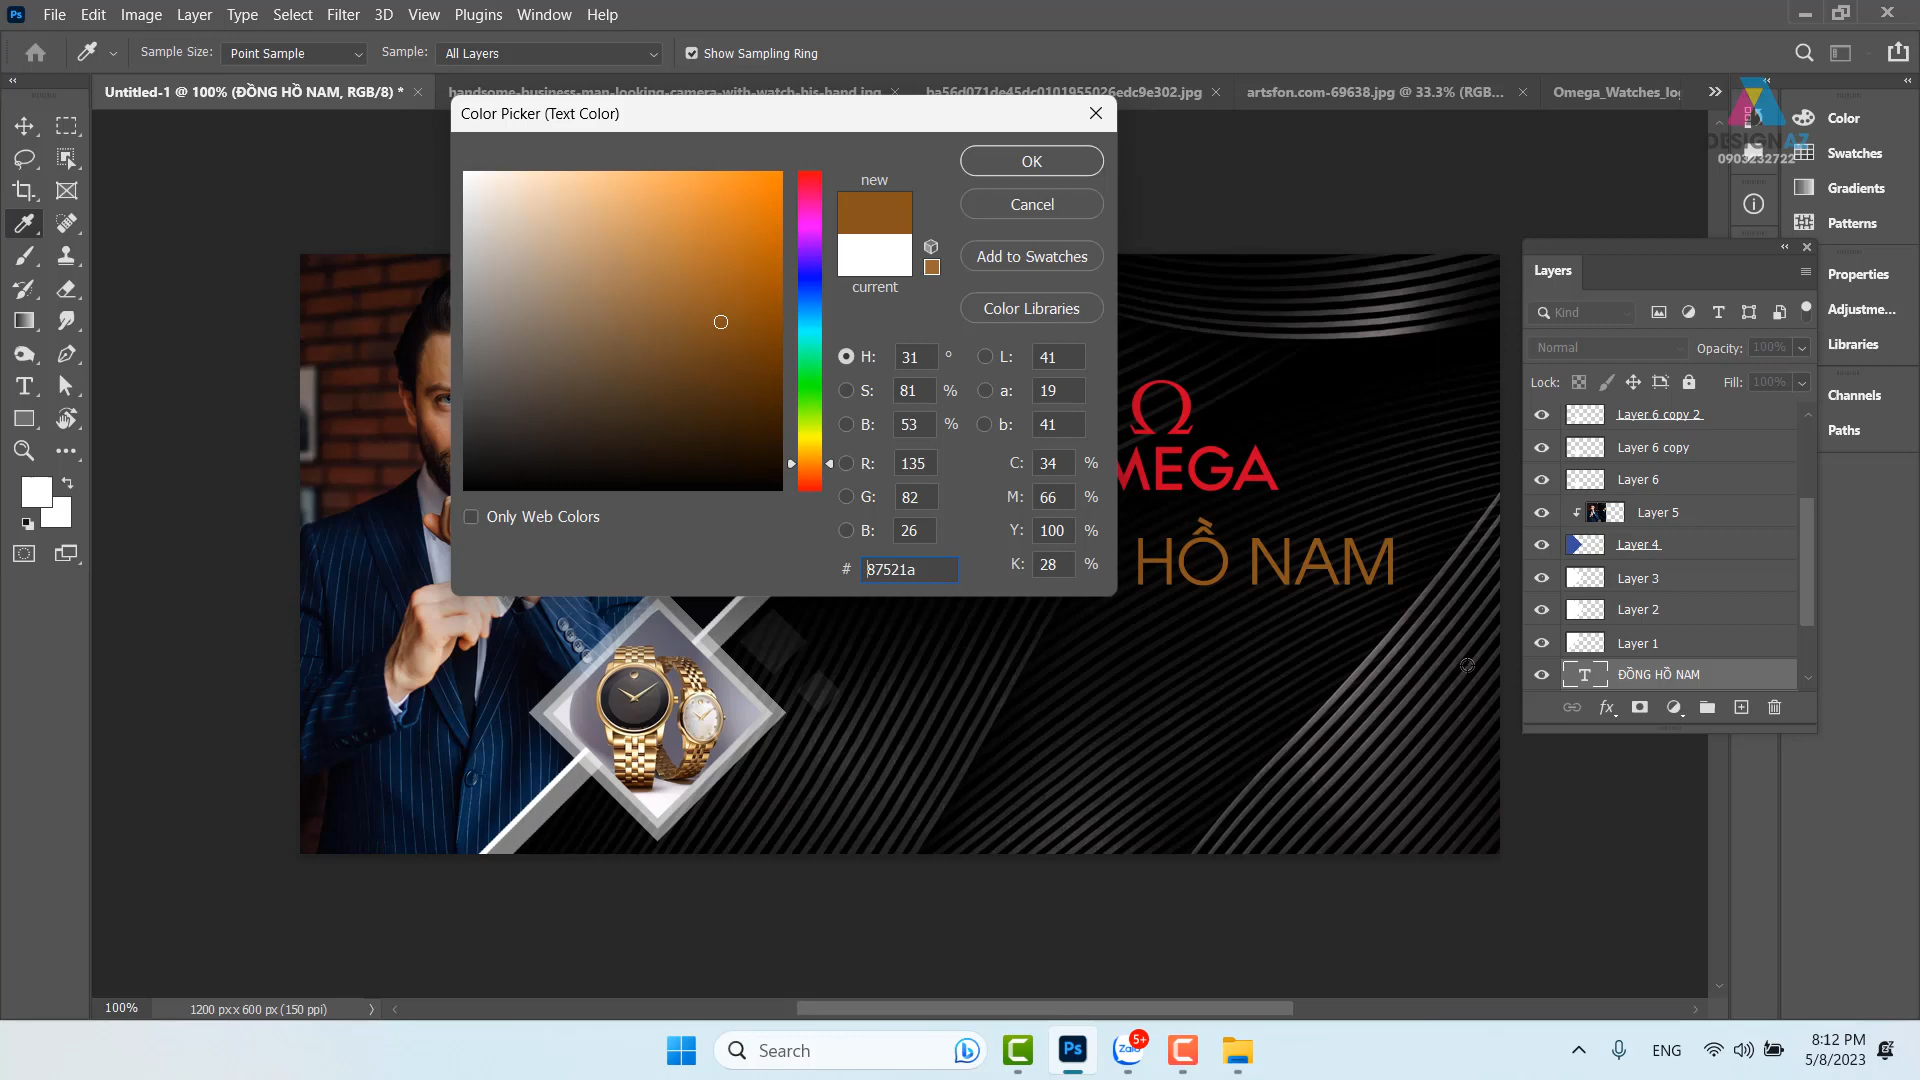 Ps File Edit Image Layer Type Select Filter 3D View Plugins Window Help
Sample Size: Point Sample Sample: All Layers Show Sampling Ring
Untitled-1 @ 100% (ĐỒNG HỒ NAM, RGB/8) *
handsome-business-man-looking-camera-with-watch-his-hand.jpg
ba56d071de45dc0101955026edc9e302.jpg
artsfon.com-69638.jpg @ 33.3% (RGB...
Omega_Watches_lo
Color Picker (Text Color)
new
current
OK
Cancel
Add to Swatches
Color Libraries
H: 31 °
S: 81 %
B: 53 %
R: 135
G: 82
B: 26
# 87521a
L: 41
a: 19
b: 41
C: 34 %
M: 66 %
Y: 100 %
K: 28 %
Only Web Colors
Ω
MEGA
HỒ NAM
DESIGNAZ
0903232722
Color
Swatches
Gradients
Patterns
Properties
Adjustme...
Libraries
Channels
Paths
Layers
Kind
Normal Opacity: 100%
Lock: Fill: 100%
Layer 6 copy 2
Layer 6 copy
Layer 6
Layer 5
Layer 4
Layer 3
Layer 2
Layer 1
T ĐỒNG HỒ NAM
fx
100% 1200 px x 600 px (150 ppi)
Search
Ps
Zalo
5+
ENG
8:12 PM
5/8/2023